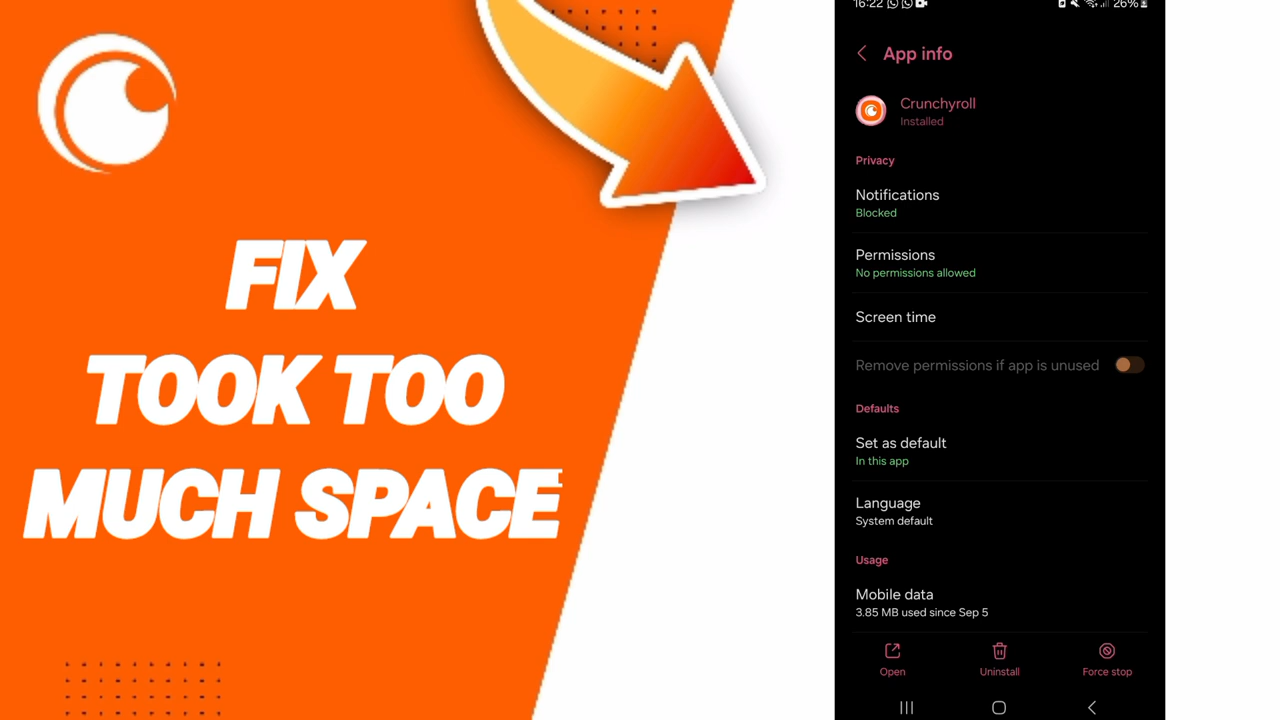 FIX
TOOK TOO
MUCH SPACE
16:22
26%
App info
Crunchyroll
Installed
Privacy
Notifications
Blocked
Permissions
No permissions allowed
Screen time
Remove permissions if app is unused
Defaults
Set as default
In this app
Language
System default
Usage
Mobile data
3.85 MB used since Sep 5
Open
Uninstall
Force stop